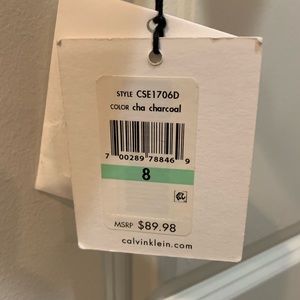 STYLE CSE1706D
COLOR cha charcoal
7 00289 78846 9
8
MSRP $89.98
calvinklein.com